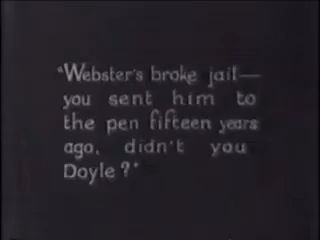 "Webster's broke jail—
you sent him to
the pen fifteen years
ago, didn't you
Doyle?"